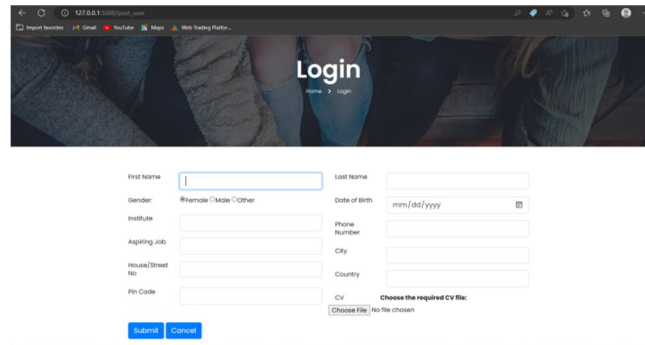 127.0.0.1:5000/post_user
Import favorites Gmail YouTube Maps Web Trading Platfor...
Login
Home > Login
First Name
Last Name
Gender: Female Male Other
Date of Birth mm/dd/yyyy
Institute
Phone Number
Aspiring Job
City
House/Street No
Country
Pin Code
CV Choose the required CV file:
Choose File No file chosen
Submit Cancel